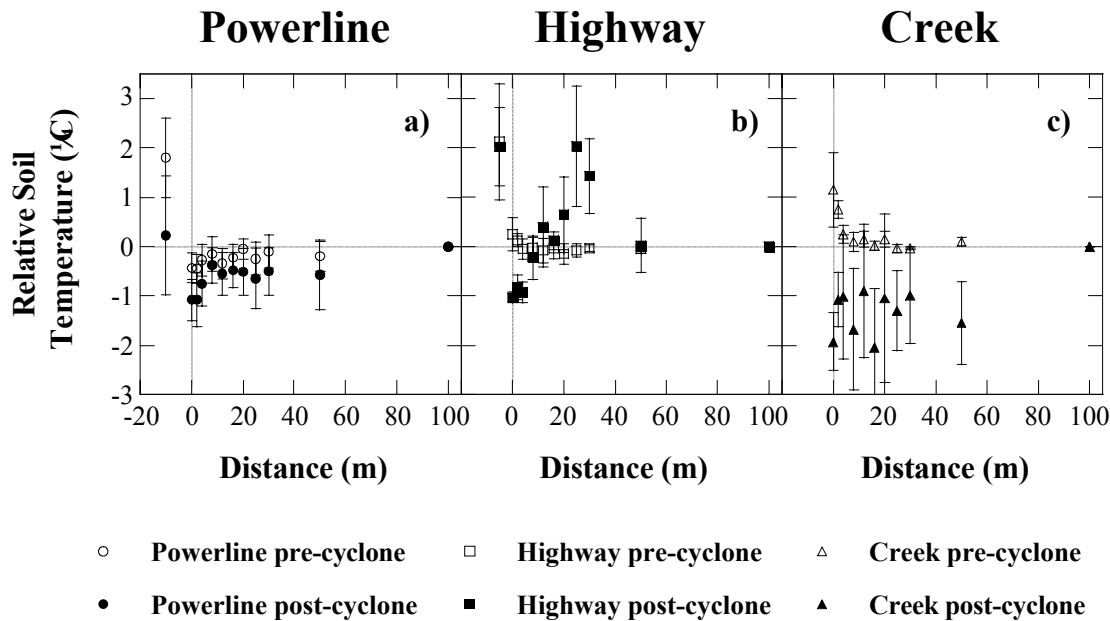 Powerline Highway Creek
Relative Soil
Temperature (¼C)
3
2
1
0
-1
-2
-3
a) b) c)
-20 0 20 40 60 80 100 0 20 40 60 80 100 0 20 40 60 80 100
Distance (m) Distance (m) Distance (m)
Powerline pre-cyclone Highway pre-cyclone Creek pre-cyclone
Powerline post-cyclone Highway post-cyclone Creek post-cyclone